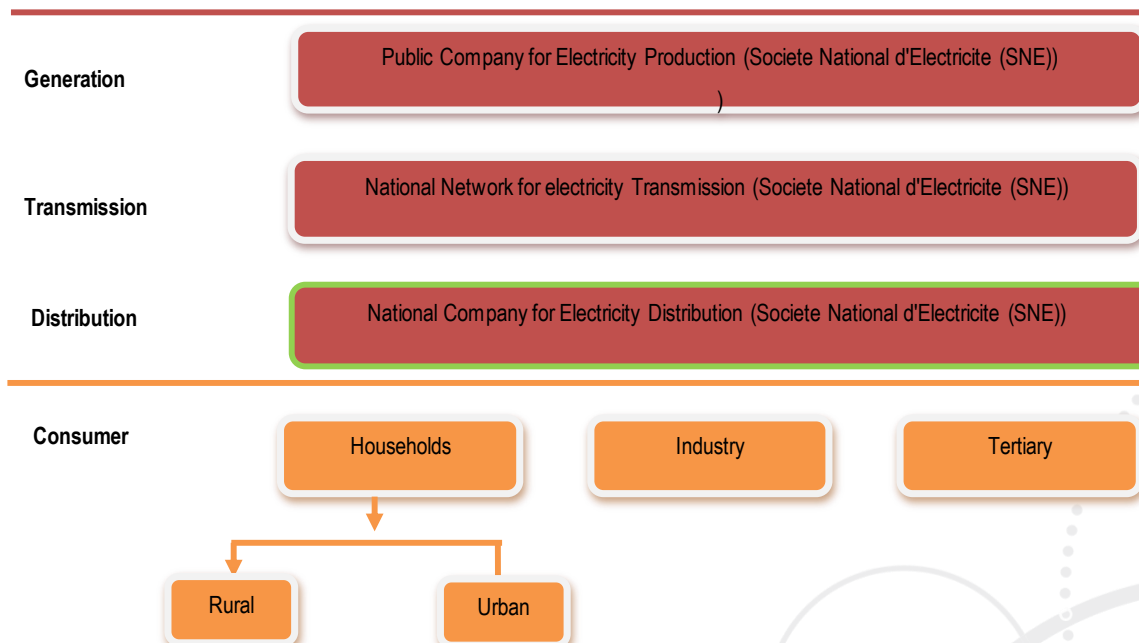 Generation
Public Company for Electricity Production (Societe National d'Electricite (SNE))
)
Transmission
National Network for electricity Transmission (Societe National d'Electricite (SNE))
Distribution
National Company for Electricity Distribution (Societe National d'Electricite (SNE))
Consumer
Households
Industry
Tertiary
Rural
Urban